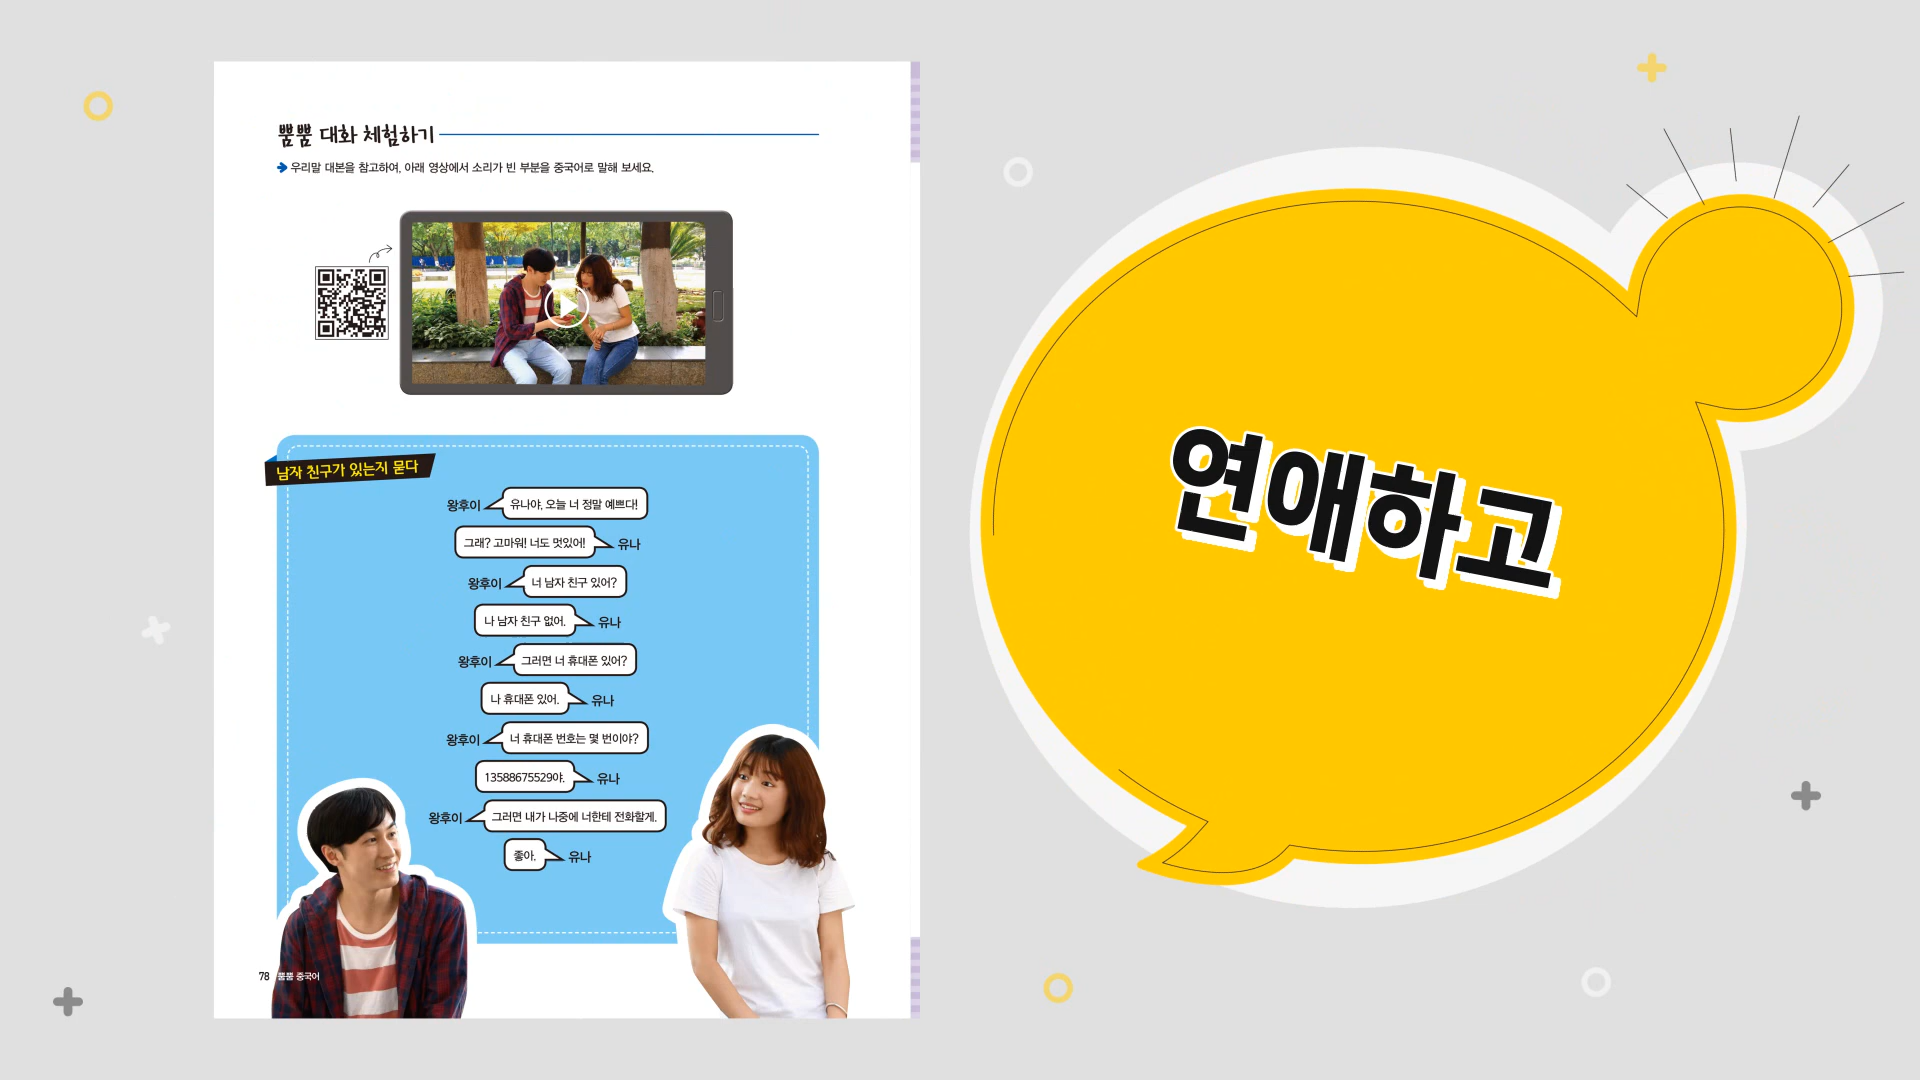 뿜뿜 대화 체험하기
우리말 대본을 참고하여, 아래 영상에서 소리가 빈 부분을 중국어로 말해 보세요.
남자 친구가 있는지 묻다
왕후이 유나야, 오늘 너 정말 예쁘다!
그래? 고마워! 너도 멋있어! 유나
왕후이 너 남자 친구 있어?
나 남자 친구 없어. 유나
왕후이 그러면 너 휴대폰 있어?
나 휴대폰 있어. 유나
왕후이 너 휴대폰 번호는 몇 번이야?
13588675529야. 유나
왕후이 그러면 내가 나중에 너한테 전화할게.
좋아. 유나
78 뿜뿜 중국어
연애하고